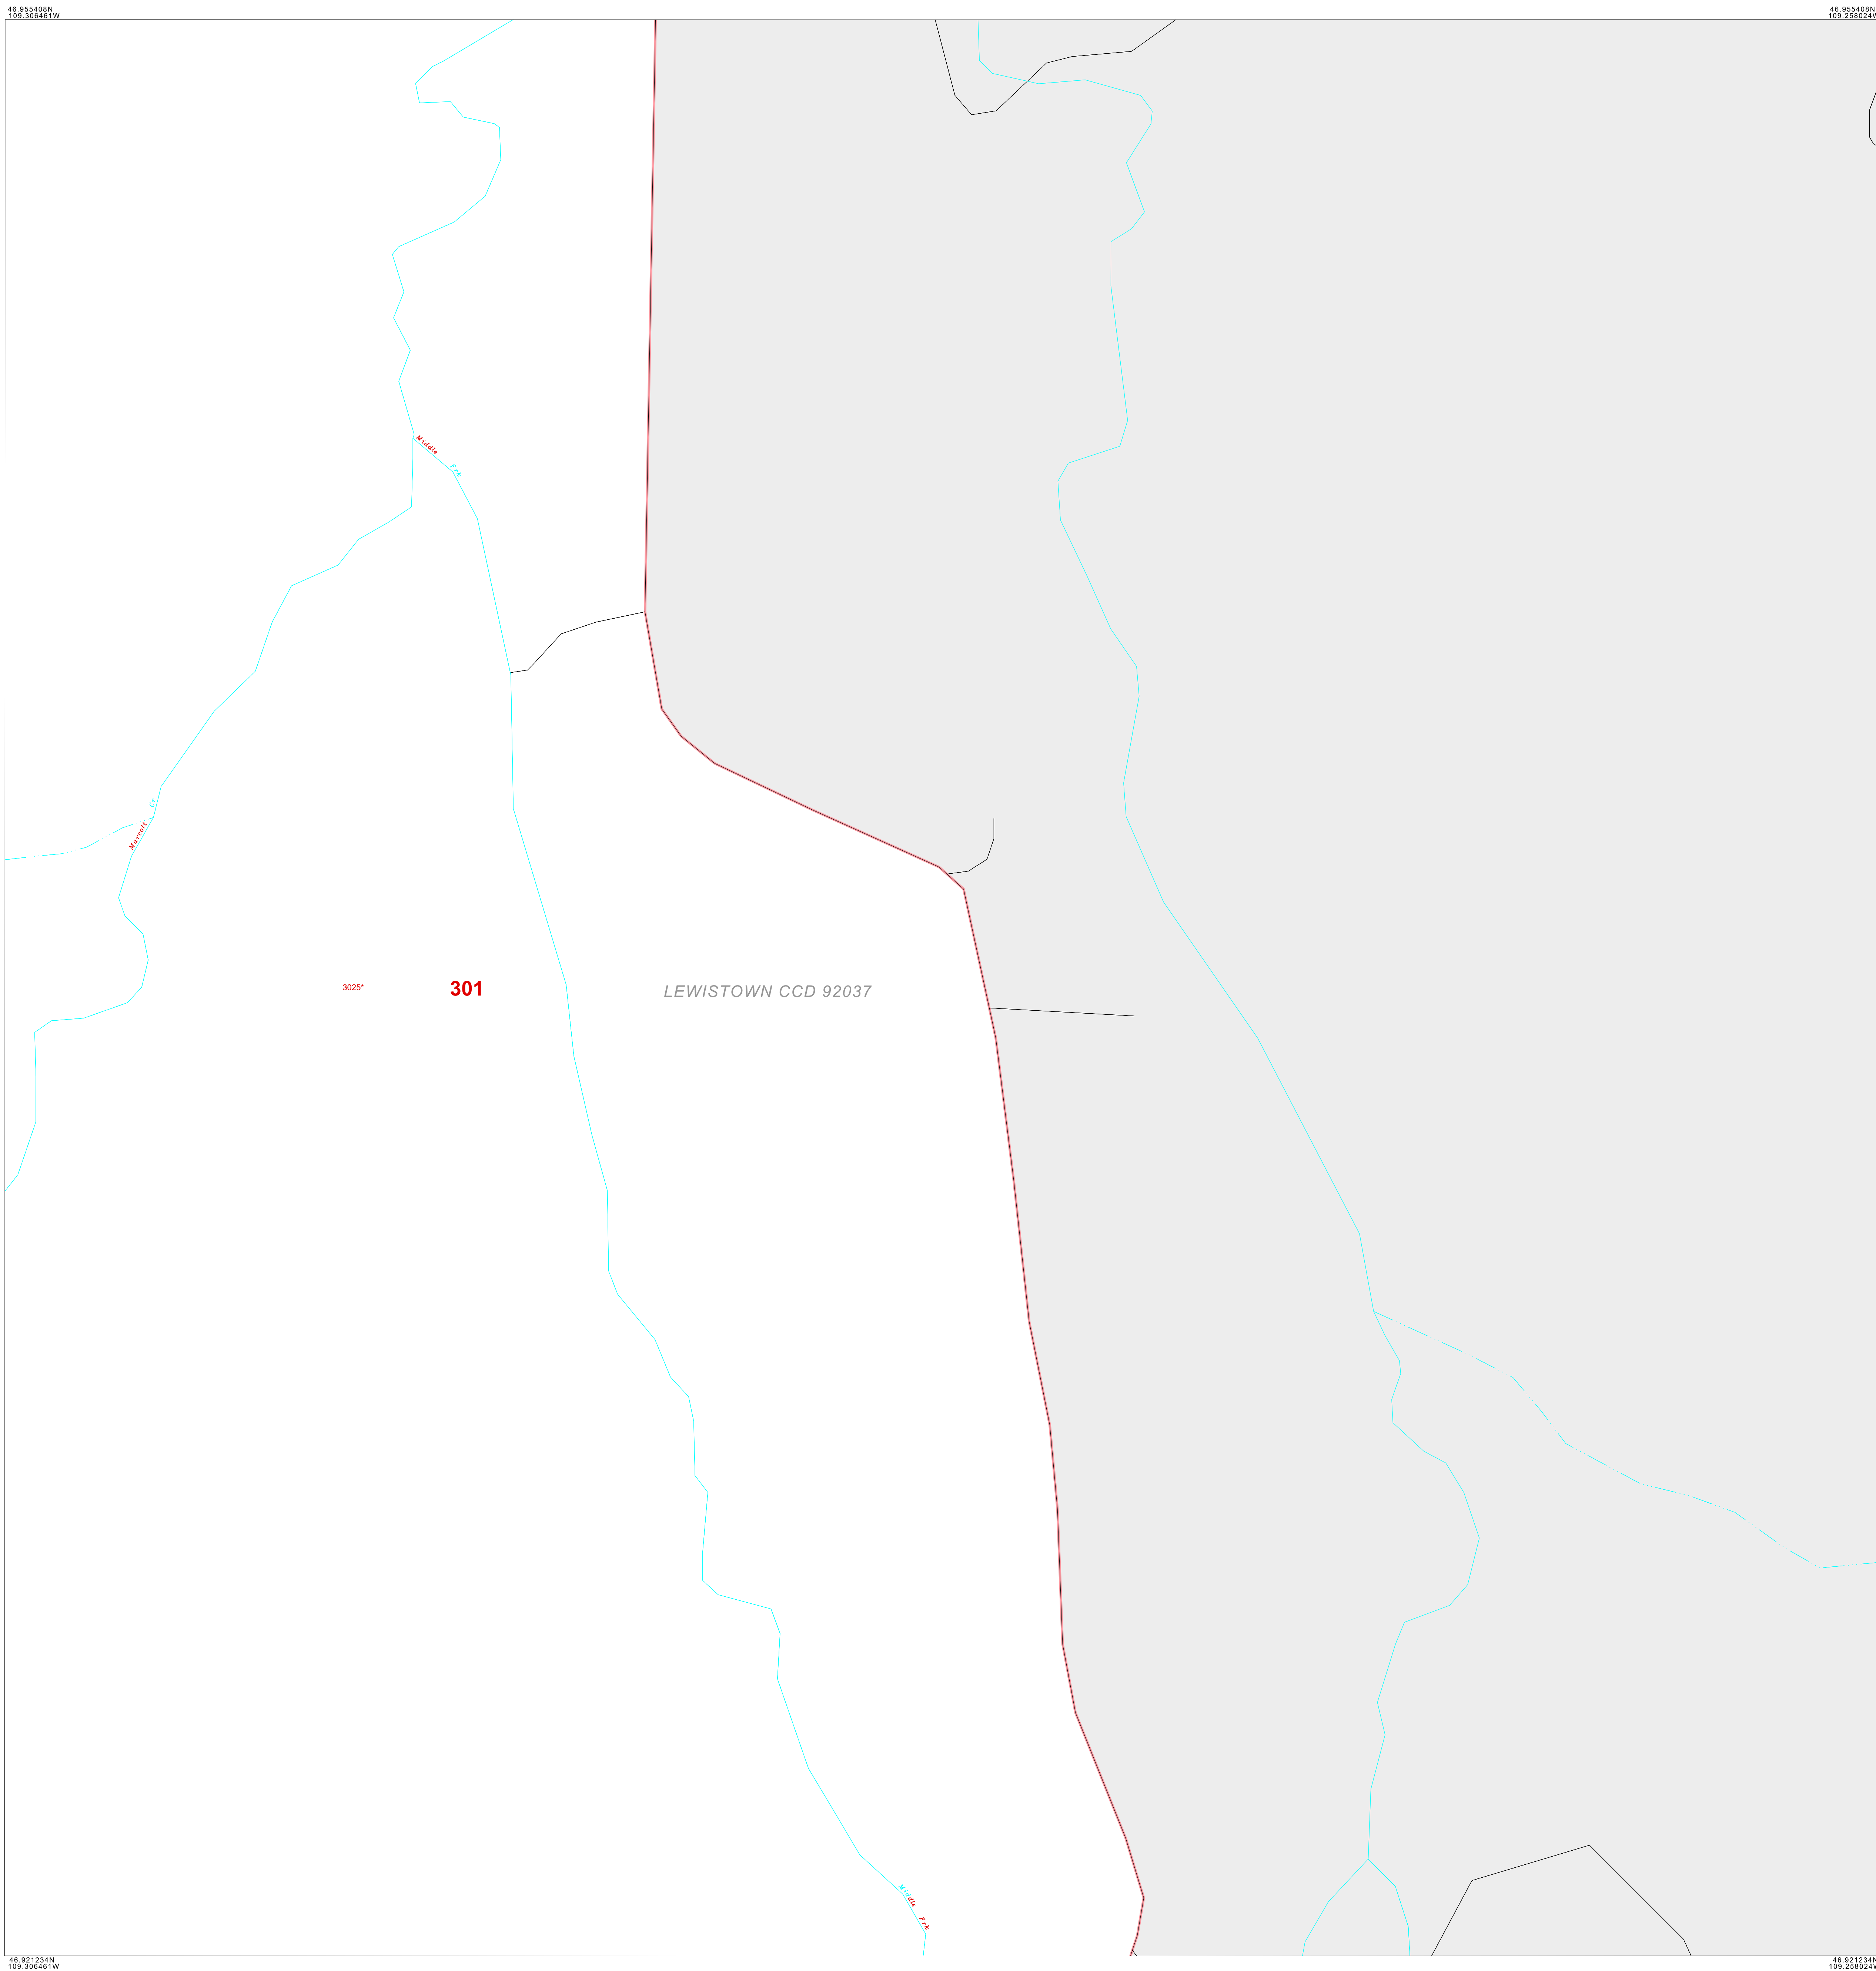 46.955408N
109.306461W
46.955408N
109.258024W
Middle Frk
Marcott Cr
3025*
301
LEWISTOWN CCD 92037
Middle Frk
46.921234N
109.306461W
46.921234N
109.258024W